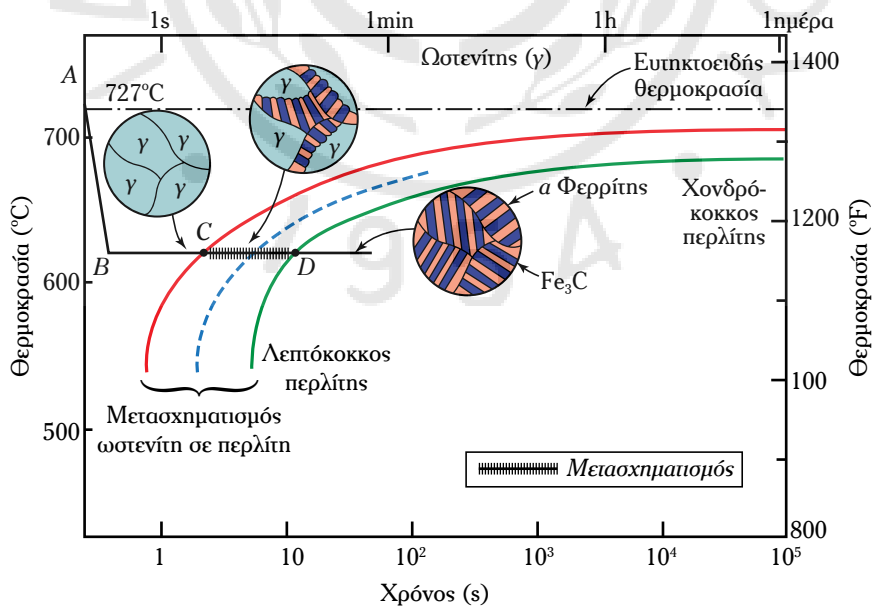 1s 1min 1h 1ημέρα
A
727°C
Ωστενίτης (γ)
Ευτηκτοειδής
θερμοκρασία
1400
700
γ
γ
γ
γ
γ
γ
γ
γ
α Φερρίτης
Χονδρό-
κοκκος
περλίτης
1200
B
C
D
600
Fe₃C
Λεπτόκοκκος
περλίτης
1000
Μετασχηματισμός
ωστενίτη σε περλίτη
500
Μετασχηματισμός
800
1 10 10² 10³ 10⁴ 10⁵
Χρόνος (s)
Θερμοκρασία (°C)
Θερμοκρασία (°F)